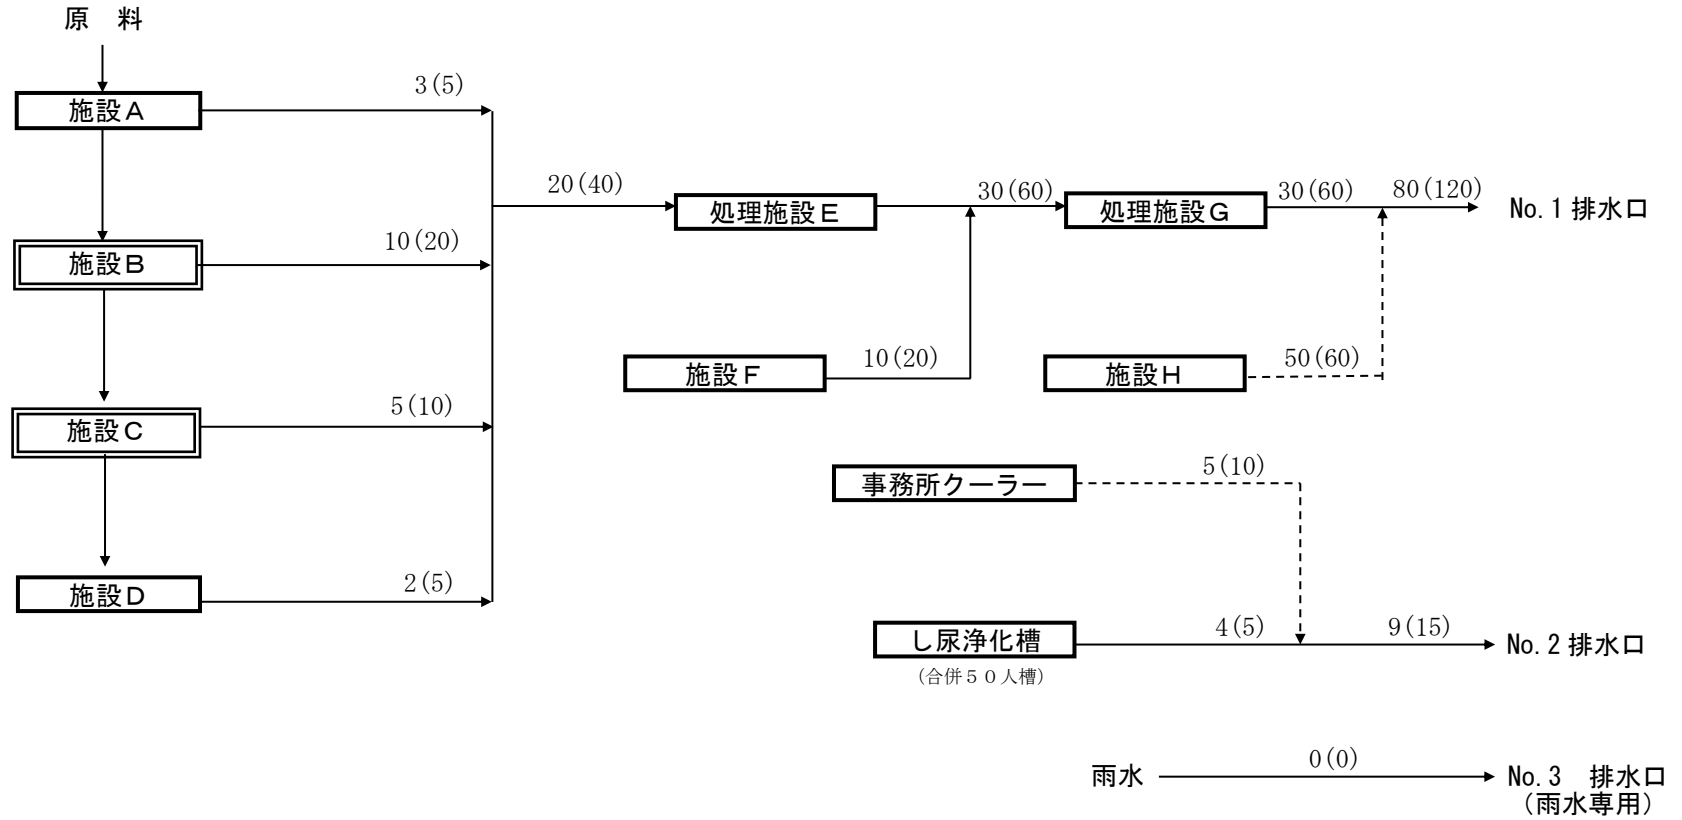 原　料
3(5)
施設Ａ
20(40)
30(60)
30(60)
80(120)
処理施設Ｅ
処理施設Ｇ
No.1 排水口
10(20)
施設Ｂ
10(20)
50(60)
施設Ｆ
施設Ｈ
5(10)
施設Ｃ
5(10)
事務所クーラー
2(5)
施設Ｄ
4(5)
9(15)
し尿浄化槽
No.2 排水口
（合併５０人槽）
0(0)
雨水
No.3　排水口
（雨水専用）